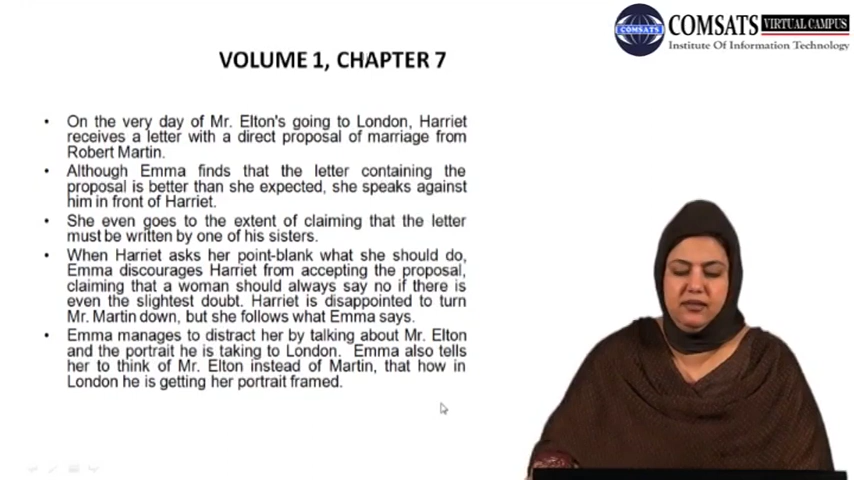 COMSATS VIRTUAL CAMPUS
COMSATS
Institute Of Information Technology
VOLUME 1, CHAPTER 7
• On the very day of Mr. Elton's going to London, Harriet
receives a letter with a direct proposal of marriage from
Robert Martin.
• Although Emma finds that the letter containing the
proposal is better than she expected, she speaks against
him in front of Harriet.
• She even goes to the extent of claiming that the letter
must be written by one of his sisters.
• When Harriet asks her point-blank what she should do,
Emma discourages Harriet from accepting the proposal,
claiming that a woman should always say no if there is
even the slightest doubt. Harriet is disappointed to turn
Mr. Martin down, but she follows what Emma says.
• Emma manages to distract her by talking about Mr. Elton
and the portrait he is taking to London. Emma also tells
her to think of Mr. Elton instead of Martin, that how in
London he is getting her portrait framed.